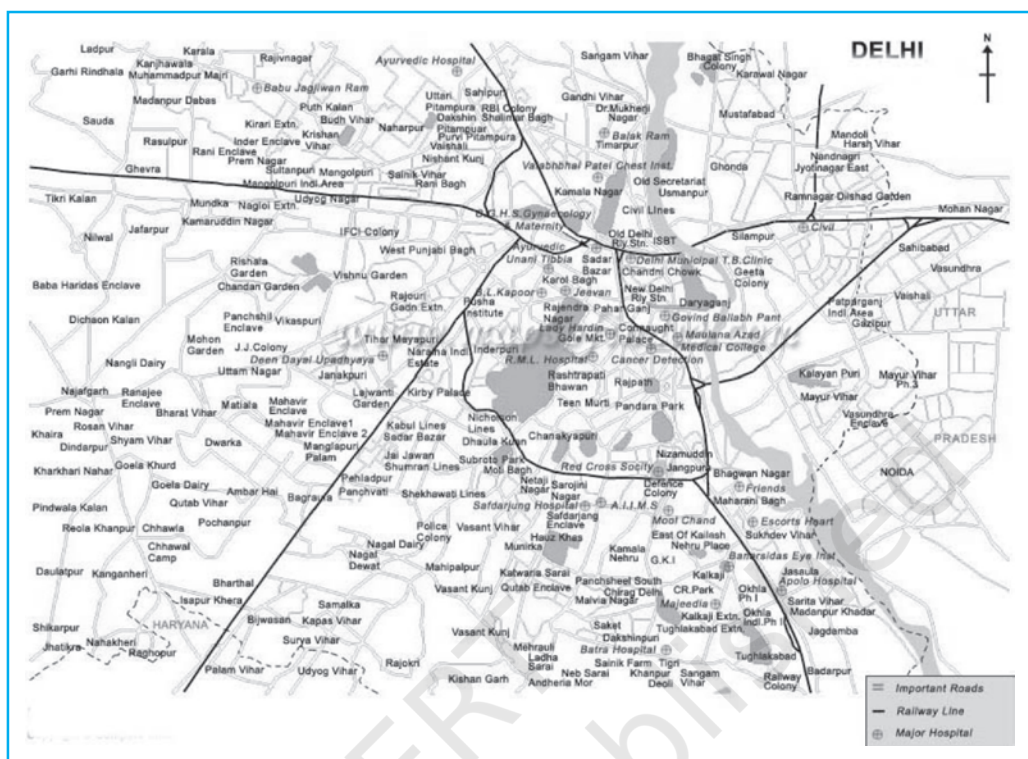 DELHI
N
Ladpur
Karala
Kanjhawala
Rajivnagar
Garhi Rindhala
Muhammadpur Majri
Ayurvedic Hospital
Sangam Vihar
Bhagat Singh
Colony
Karawal Nagar
Babu Jagjiwan Ram
Madanpur Dabas
Puth Kalan
Sauda
Kirari Extn.
Budh Vihar
Rasulpur
Inder Enclave
Krishan
Vihar
Rani Enclave
Prem Nagar
Ghevra
Sultanpuri
Mangolpuri
Mangolpuri Indl.Area
Naharpur
Uttari
Pitampura
Sahipur
RBI Colony
Dakshin
Pitampuar
Shalimar Bagh
Purvi Pitampura
Vaishali
Nishant Kunj
Sainik Vihar
Rani Bagh
Gandhi Vihar
Dr.Mukherji
Nagar
Balak Ram
Timarpur
Mustafabad
Mandoli
Harsh Vihar
Valabhbhai Patel Chest Inst.
Ghonda
Nandnagri
Jyotinagar East
Kamala Nagar
Old Secretariat
Usmanpur
Ramnagar
Dilshad Garden
Mohan Nagar
Tikri Kalan
Mundka
Nagloi Extn.
Udyog Nagar
Kamaruddin Nagar
Nilwal
Jafarpur
IFCI-Colony
C.G.H.S.Gynaecology
& Maternity
Civil Lines
Old Delhi
Rly Stn.
ISBT
Silampur
Civil
Sahibabad
West Punjabi Bagh
Ayurvedic
Unani Tibbia
Sadar
Bazar
Delhi Municipal T.B.Clinic
Chandni Chowk
Geeta
Colony
Vasundhra
Rishala
Garden
Chandan Garden
Vishnu Garden
Baba Haridas Enclave
Rajouri
Gadn Extn.
Pusha
Institute
Karol Bagh
B.L.Kapoor
Jeevan
New Delhi
Rly Stn.
Daryaganj
Vaishali
Patparganj
Indl Area
Gazipur
UTTAR
Dichaon Kalan
Panchshil
Enclave
Vikaspuri
Rajendra
Nagar
Pahar Ganj
Govind Ballabh Pant
Lady Hardin
Gole Mkt.
Connaught
Palace
Maulana Azad
Medical College
Mohon
Garden
J.J.Colony
Tihar
Mayapuri
Naraina Indl
Estate
Inderpuri
R.M.L. Hospital
Cancer Detection
Nangli Dairy
Deen Dayal Upadhyaya
Uttam Nagar
Janakpuri
Rashtrapati
Bhawan
Rajpath
Kalayan Puri
Mayur Vihar
Ph.3
Mayur Vihar
Najafgarh
Ranajee
Enclave
Lajwanti
Garden
Kirby Palace
Teen Murti
Pandara Park
Vasundhra
Enclave
Prem Nagar
Bharat Vihar
Matiala
Mahavir
Enclave
Rosan Vihar
Mahavir Enclave1
Mahavir Enclave 2
Kabul Lines
Sadar Bazar
Nicholson
Lines
Dhaula Kuan
Chanakyapuri
PRADESH
Khaira
Dindarpur
Shyam Vihar
Dwarka
Manglapuri
Palam
Jai Jawan
Shumran Lines
Subroto Park
Moti Bagh
Nizamuddin
Jangpura
Red Cross Socity
Bhagwan Nagar
NOIDA
Kharkhari Nahar
Goela Khurd
Goela Dairy
Ambar Hai
Pehladpur
Panchvati
Shekhawati Lines
Netaji
Nagar
Sarojini
Nagar
Defence
Colony
Friends
Maharani Bagh
Pindwala Kalan
Qutab Vihar
Bagraula
Safdarjung Hospital
A.I.I.M.S
Safdarjang
Enclave
Mool Chand
Escorts Heart
Reola Khanpur
Chhawla
Pochanpur
Police
Colony
Vasant Vihar
Hauz Khas
East Of Kailesh
Nehru Place
Sukhdev Vihar
Chhawal
Camp
Nagal Dairy
Nagal
Dewat
Munirka
Kamala
Nehru
G.K.I
Banarsidas Eye Inst
Daulatpur
Kanganheri
Mahipalpur
Katwaria Sarai
Kalkaji
Jasaula
Apolo Hospital
Bharthal
Vasant Kunj
Qutab Enclave
Panchsheel South
Chirag Delhi
Malvia Nagar
CR.Park
Okhla
Ph I
Sarita Vihar
Madanpur Khadar
Isapur Khera
Samalka
Majeedia
Kalkaji Extn.
Okhla
Indl.Ph II
Shikarpur
HARYANA
Bijwasan
Kapas Vihar
Saket
Dakshinpuri
Tughlakabad Extn.
Jagdamba
Jhatikra
Nahakheri
Raghopur
Surya Vihar
Vasant Kunj
Mehrauli
Ladha
Sarai
Batra Hospital
Tughlakabad
Palam Vihar
Udyog Vihar
Rajokri
Kishan Garh
Neb Sarai
Andheria Mor
Sainik Farm
Khanpur
Deoli
Tigri
Sangam
Vihar
Railway
Colony
Badarpur
Important Roads
Railway Line
Major Hospital